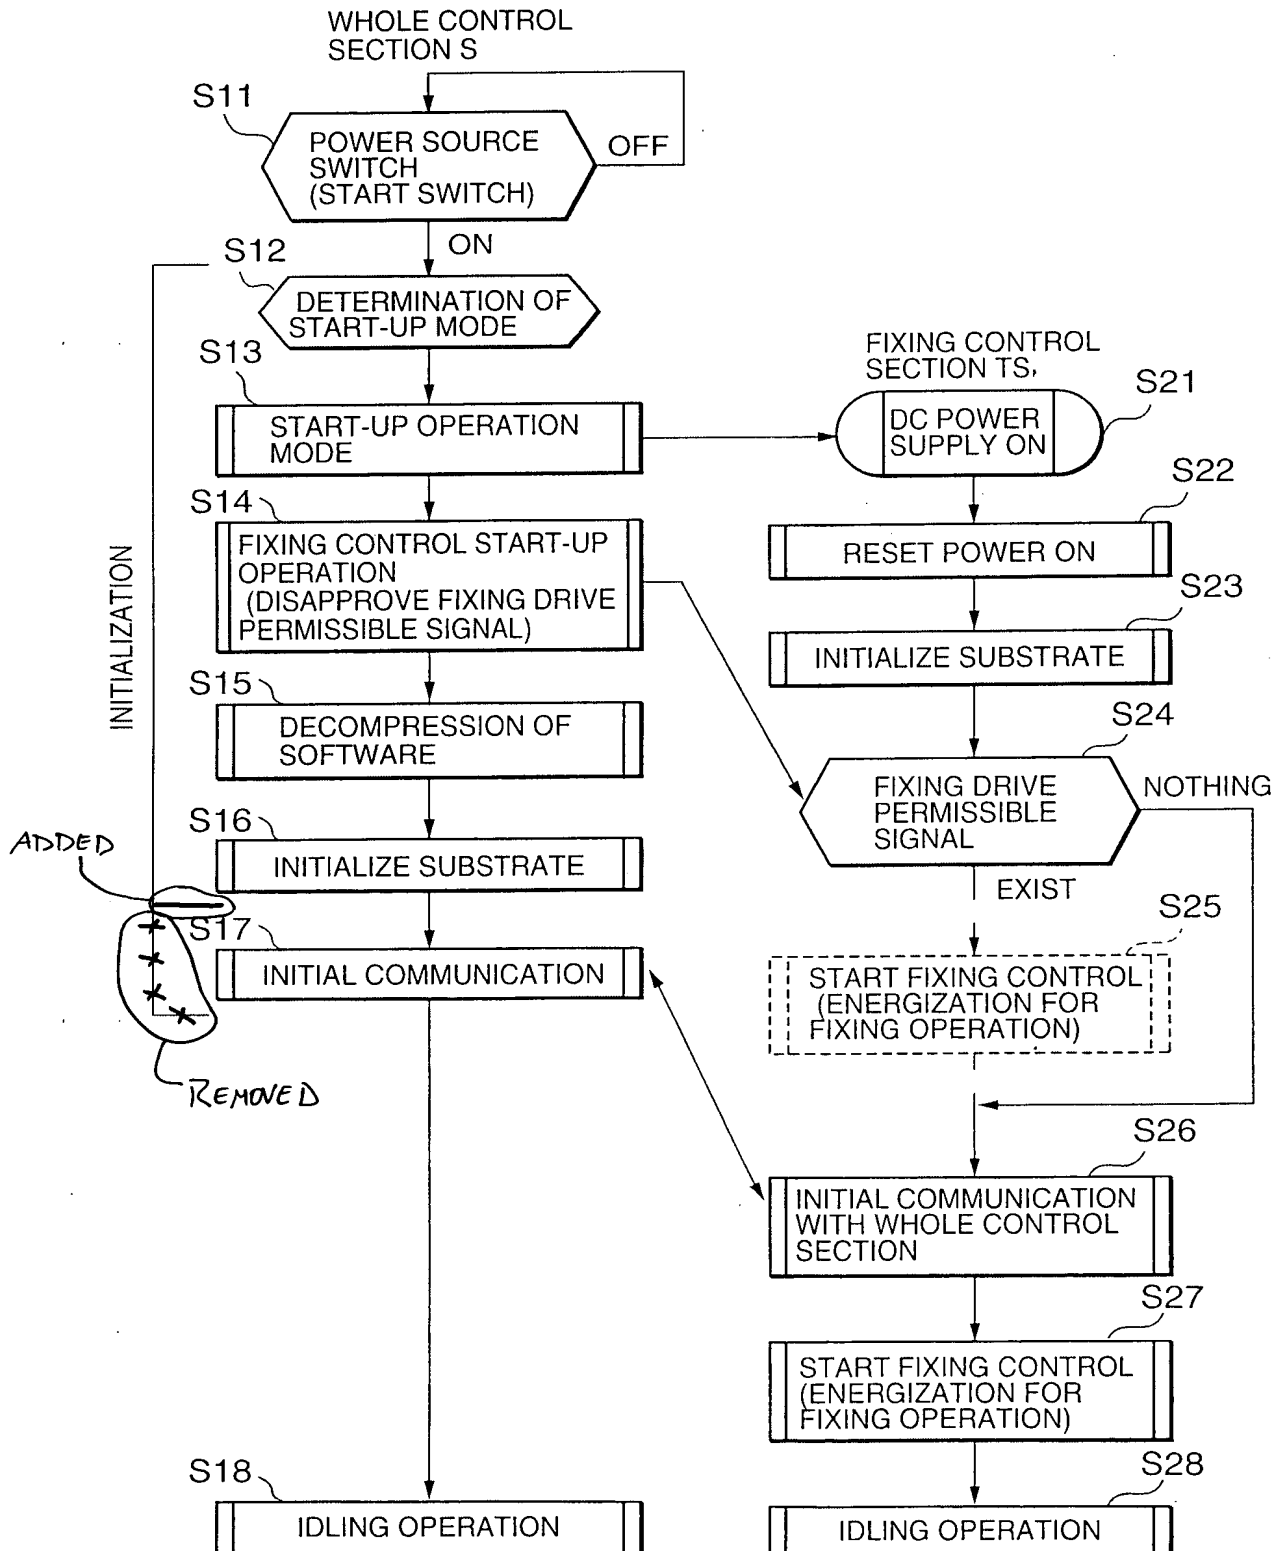 WHOLE CONTROL
SECTION S
S11
POWER SOURCE
SWITCH
(START SWITCH)
OFF
ON
S12
DETERMINATION OF
START-UP MODE
S13
START-UP OPERATION
MODE
S14
FIXING CONTROL START-UP
OPERATION
(DISAPPROVE FIXING DRIVE
PERMISSIBLE SIGNAL)
S15
DECOMPRESSION OF
SOFTWARE
S16
INITIALIZE SUBSTRATE
S17
INITIAL COMMUNICATION
S18
IDLING OPERATION
INITIALIZATION
ADDED
REMOVED
FIXING CONTROL
SECTION TS,
S21
DC POWER
SUPPLY ON
S22
RESET POWER ON
S23
INITIALIZE SUBSTRATE
S24
FIXING DRIVE
PERMISSIBLE
SIGNAL
NOTHING
EXIST
S25
START FIXING CONTROL
(ENERGIZATION FOR
FIXING OPERATION)
S26
INITIAL COMMUNICATION
WITH WHOLE CONTROL
SECTION
S27
START FIXING CONTROL
(ENERGIZATION FOR
FIXING OPERATION)
S28
IDLING OPERATION